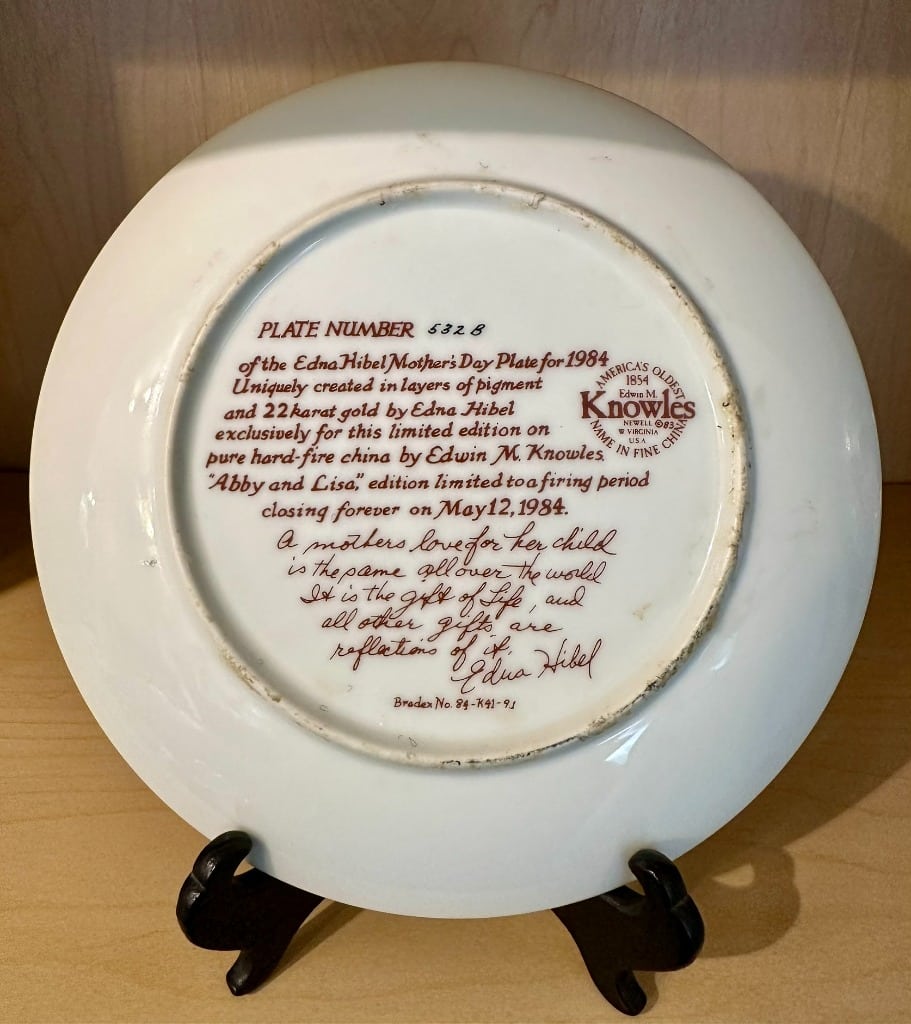 PLATE NUMBER 532B
of the Edna Hibel Mother's Day Plate for 1984
Uniquely created in layers of pigment
and 22 karat gold by Edna Hibel
exclusively for this limited edition on
pure hard-fire china by Edwin M. Knowles.
"Abby and Lisa," edition limited to a firing period
closing forever on May 12, 1984.
AMERICA'S OLDEST
1854
Edwin M.
Knowles
NEWELL ©83
W VIRGINIA
U.S.A
NAME IN FINE CHINA
A mothers love for her child
is the same all over the world
It is the gift of Life, and
all other gifts are
reflections of it.
Edna Hibel
Bradex No. 84-K41-9.1